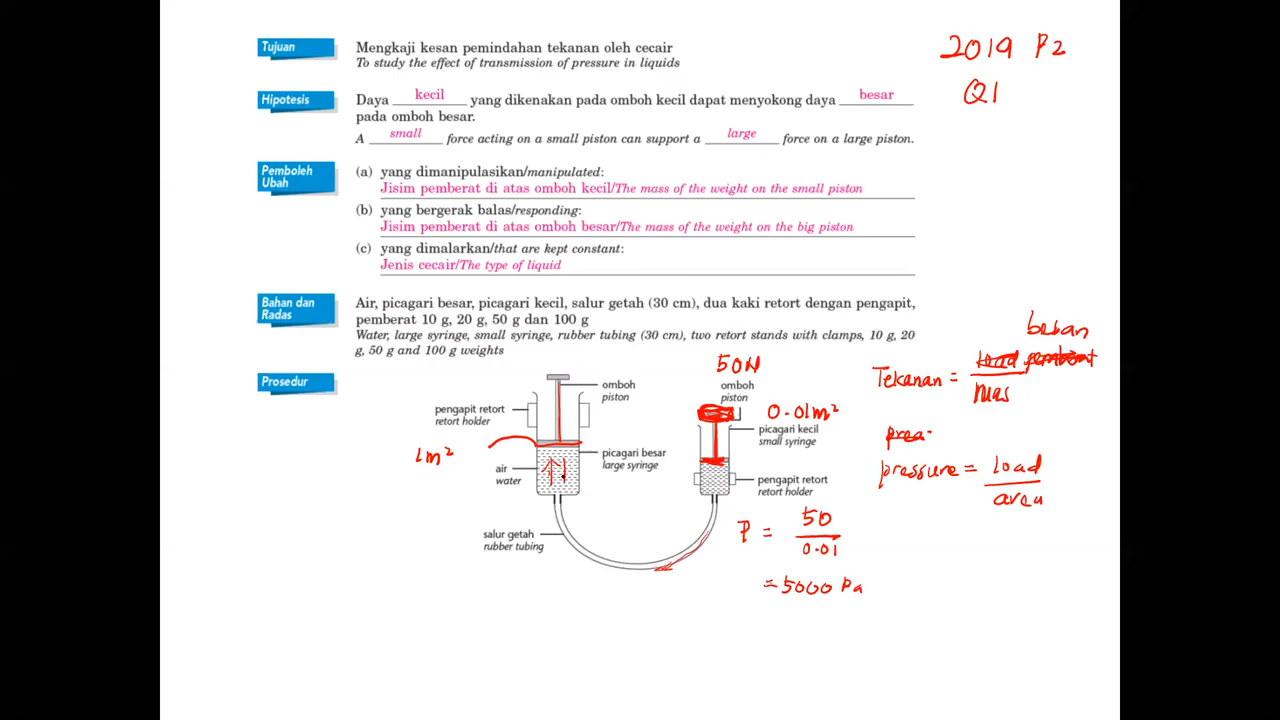 2019 P2
Q1
Tujuan
Mengkaji kesan pemindahan tekanan oleh cecair
To study the effect of transmission of pressure in liquids
Hipotesis
Daya kecil yang dikenakan pada omboh kecil dapat menyokong daya besar
pada omboh besar.
A small force acting on a small piston can support a large force on a large piston.
Pemboleh
Ubah
(a) yang dimanipulasikan/manipulated:
Jisim pemberat di atas omboh kecil/The mass of the weight on the small piston
(b) yang bergerak balas/responding:
Jisim pemberat di atas omboh besar/The mass of the weight on the big piston
(c) yang dimalarkan/that are kept constant:
Jenis cecair/The type of liquid
Bahan dan
Radas
Air, picagari besar, picagari kecil, salur getah (30 cm), dua kaki retort dengan pengapit,
pemberat 10 g, 20 g, 50 g dan 100 g
Water, large syringe, small syringe, rubber tubing (30 cm), two retort stands with clamps, 10 g, 20
g, 50 g and 100 g weights
Prosedur
omboh
piston
pengapit retort
retort holder
1m²
air
water
picagari besar
large syringe
salur getah
rubber tubing
50N
omboh
piston
0.01m²
picagari kecil
small syringe
pengapit retort
retort holder
P = 50
0.01
= 5000 Pa
beban
load
Tekanan =
luas
pressure = load
area